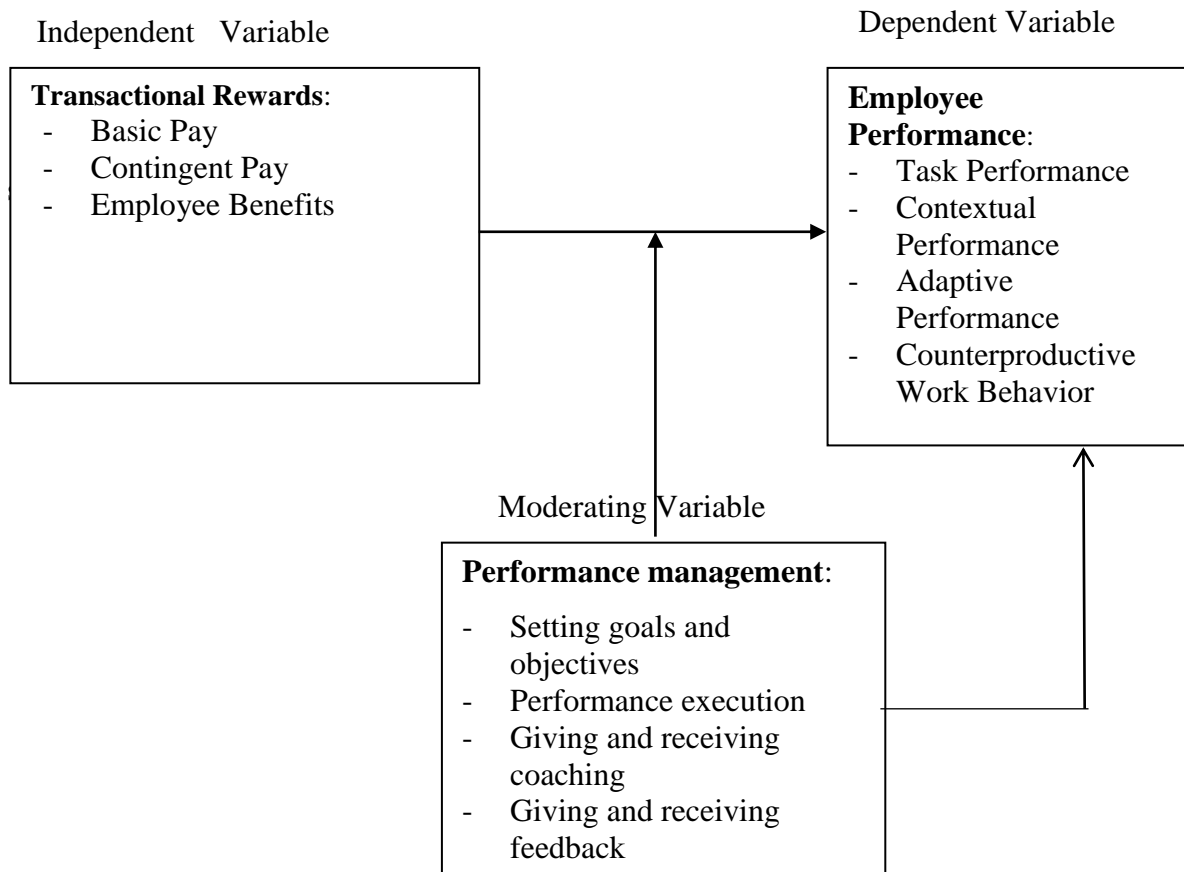 Independent Variable
Dependent Variable
Transactional Rewards:
- Basic Pay
- Contingent Pay
- Employee Benefits
Employee
Performance:
- Task Performance
- Contextual
Performance
- Adaptive
Performance
- Counterproductive
Work Behavior
Moderating Variable
Performance management:
- Setting goals and
objectives
- Performance execution
- Giving and receiving
coaching
- Giving and receiving
feedback